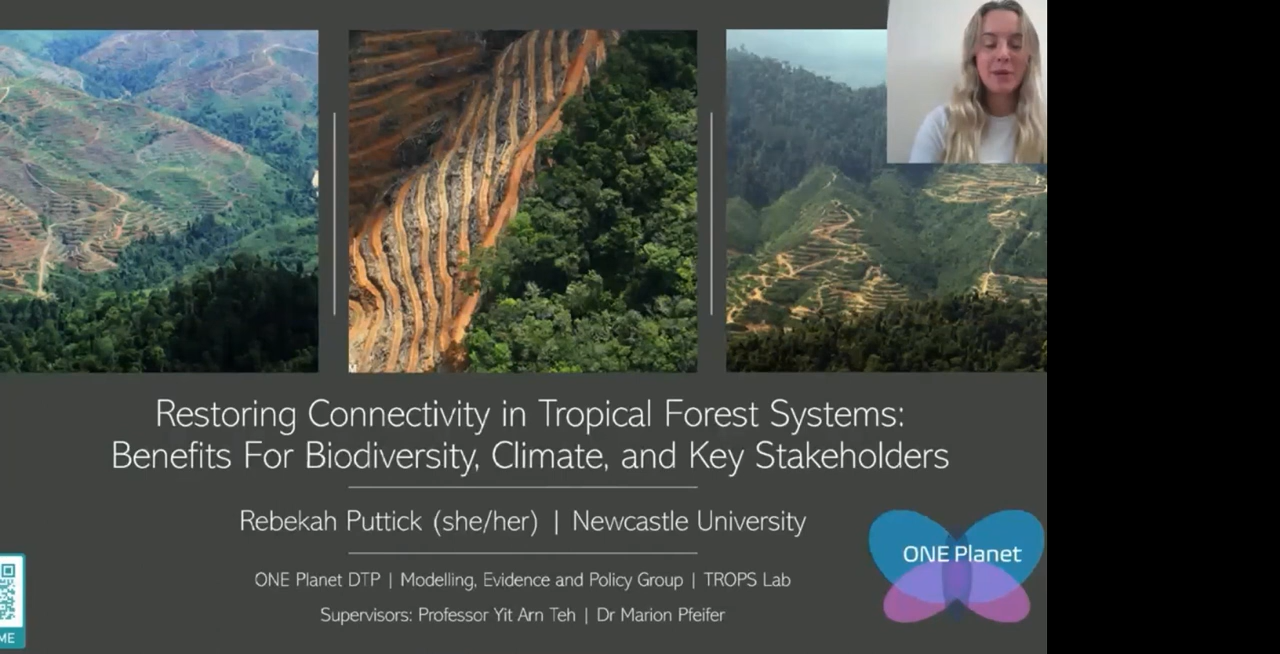 Restoring Connectivity in Tropical Forest Systems:
Benefits For Biodiversity, Climate, and Key Stakeholders
Rebekah Puttick (she/her) | Newcastle University
ONE Planet
ONE Planet DTP | Modelling, Evidence and Policy Group | TROPS Lab
Supervisors: Professor Yit Arn Teh | Dr Marion Pfeifer
ME